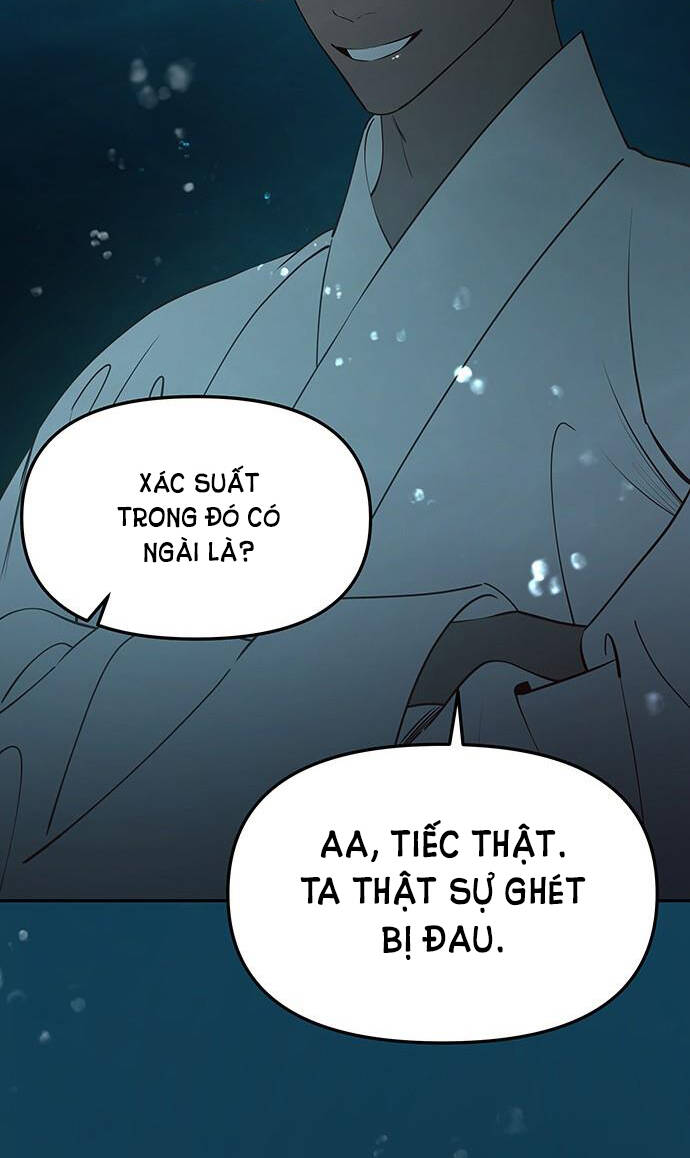 XÁC SUẤT
TRONG ĐÓ CÓ
NGÀI LÀ?
AA, TIẾC THẬT.
TA THẬT SỰ GHÉT
BỊ ĐAU.